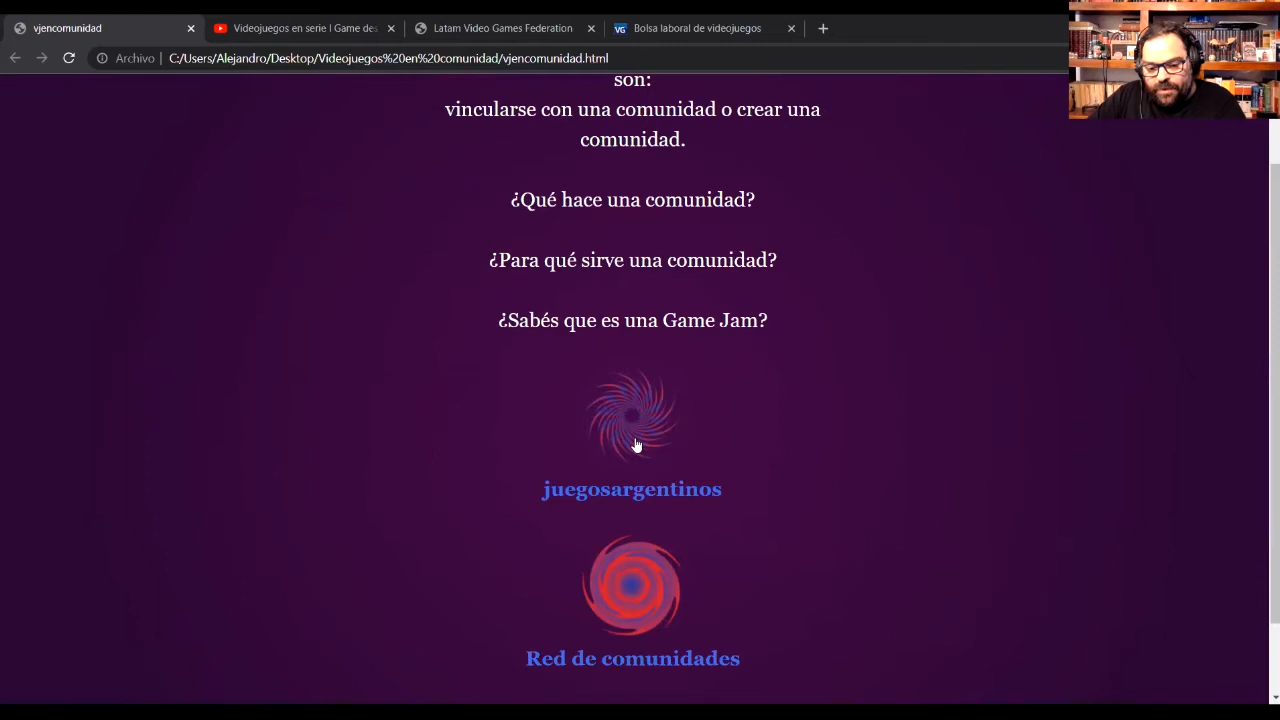 vjencomunidad
Videojuegos en serie | Game des
Latam Video Games Federation
VG
Bolsa laboral de videojuegos
Archivo
C:/Users/Alejandro/Desktop/Videojuegos%20en%20comunidad/vjencomunidad.html
son:
vincularse con una comunidad o crear una
comunidad.
¿Qué hace una comunidad?
¿Para qué sirve una comunidad?
¿Sabés que es una Game Jam?
juegosargentinos
Red de comunidades